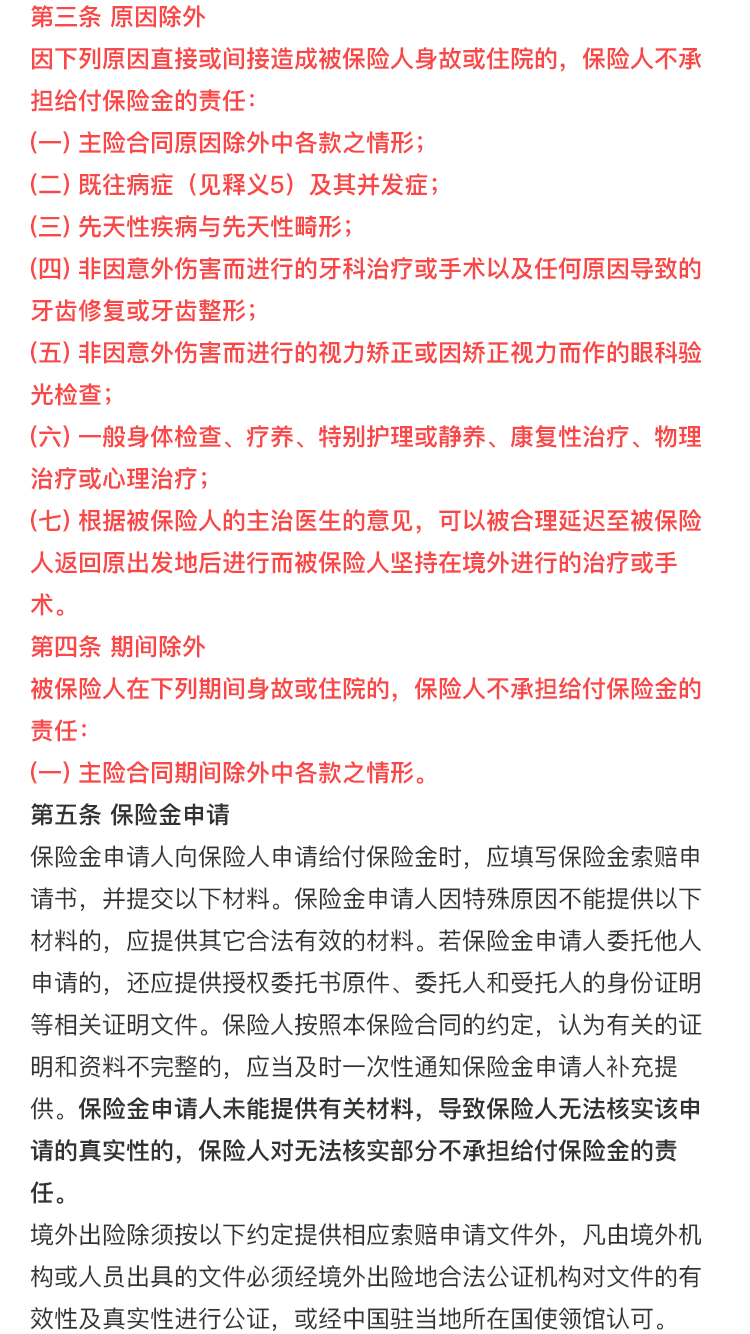 第三条 原因除外
因下列原因直接或间接造成被保险人身故或住院的，保险人不承
担给付保险金的责任：
(一) 主险合同原因除外中各款之情形；
(二) 既往病症（见释义5）及其并发症；
(三) 先天性疾病与先天性畸形；
(四) 非因意外伤害而进行的牙科治疗或手术以及任何原因导致的
牙齿修复或牙齿整形；
(五) 非因意外伤害而进行的视力矫正或因矫正视力而作的眼科验
光检查；
(六) 一般身体检查、疗养、特别护理或静养、康复性治疗、物理
治疗或心理治疗；
(七) 根据被保险人的主治医生的意见，可以被合理延迟至被保险
人返回原出发地后进行而被保险人坚持在境外进行的治疗或手
术。
第四条 期间除外
被保险人在下列期间身故或住院的，保险人不承担给付保险金的
责任：
(一) 主险合同期间除外中各款之情形。
第五条 保险金申请
保险金申请人向保险人申请给付保险金时，应填写保险金索赔申
请书，并提交以下材料。保险金申请人因特殊原因不能提供以下
材料的，应提供其它合法有效的材料。若保险金申请人委托他人
申请的，还应提供授权委托书原件、委托人和受托人的身份证明
等相关证明文件。保险人按照本保险合同的约定，认为有关的证
明和资料不完整的，应当及时一次性通知保险金申请人补充提
供。保险金申请人未能提供有关材料，导致保险人无法核实该申
请的真实性的，保险人对无法核实部分不承担给付保险金的责
任。
境外出险除须按以下约定提供相应索赔申请文件外，凡由境外机
构或人员出具的文件必须经境外出险地合法公证机构对文件的有
效性及真实性进行公证，或经中国驻当地所在国使领馆认可。